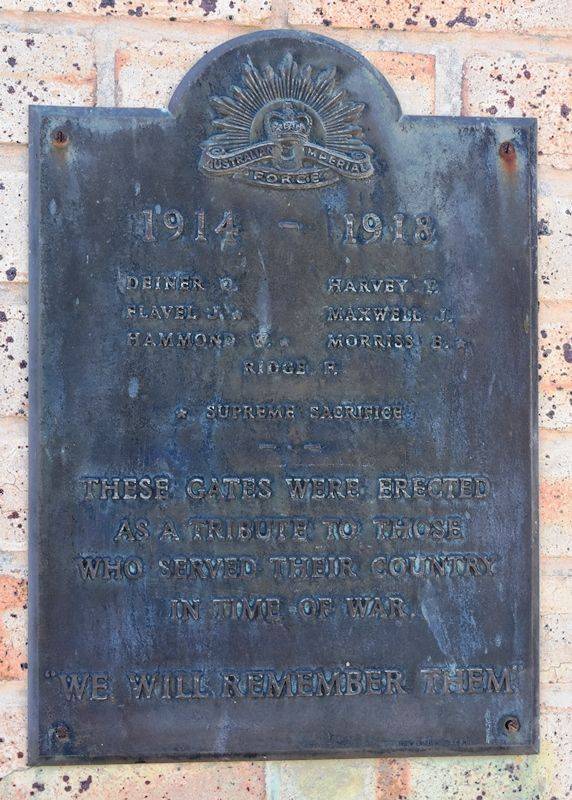 AUSTRALIAN IMPERIAL
FORCE
1914 - 1918
DEINER HARVEY
FLAVEL J. ★ MAXWELL J.
HAMMOND W. ★ MORRISS B. ★
RIDGE
★ SUPREME SACRIFICE
THESE GATES WERE ERECTED
AS A TRIBUTE TO THOSE
WHO SERVED THEIR COUNTRY
IN TIME OF WAR.
"WE WILL REMEMBER THEM"